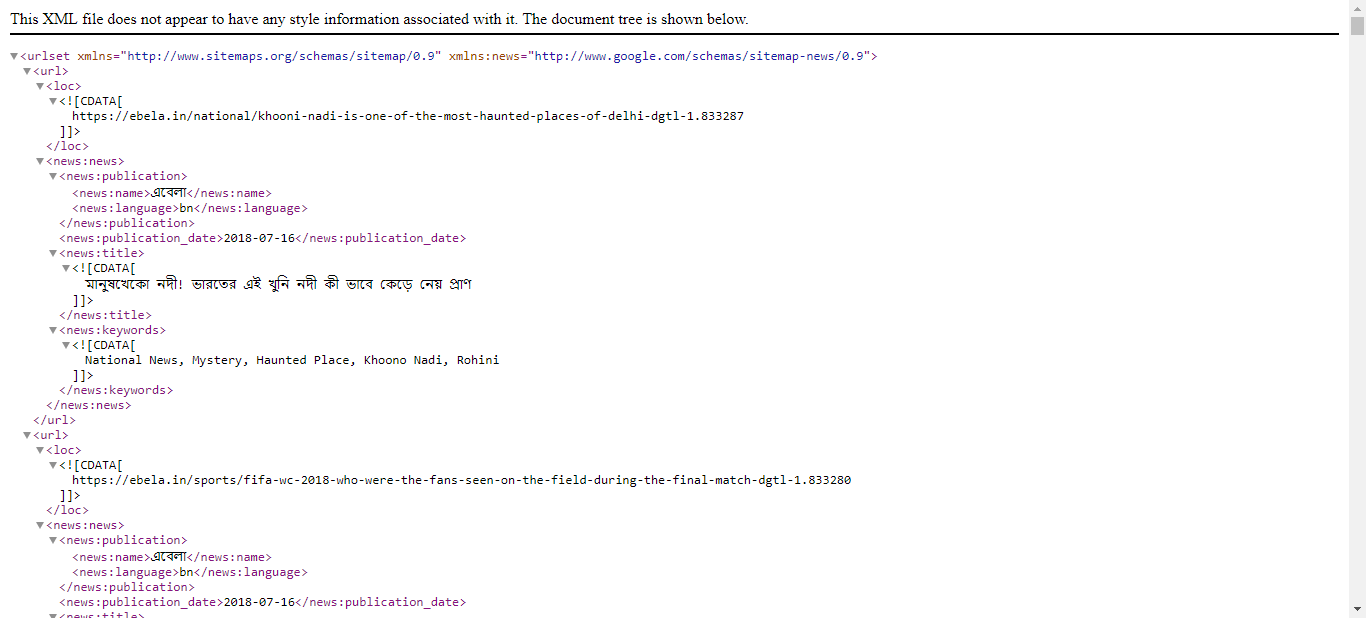 This XML file does not appear to have any style information associated with it. The document tree is shown below.
▼<urlset xmlns="http://www.sitemaps.org/schemas/sitemap/0.9" xmlns:news="http://www.google.com/schemas/sitemap-news/0.9">
▼<url>
▼<loc>
▼<![CDATA[
https://ebela.in/national/khooni-nadi-is-one-of-the-most-haunted-places-of-delhi-dgtl-1.833287
]]>
</loc>
▼<news:news>
▼<news:publication>
<news:name>এবেলা</news:name>
<news:language>bn</news:language>
</news:publication>
<news:publication_date>2018-07-16</news:publication_date>
▼<news:title>
▼<![CDATA[
মানুষখেকো নদী! ভারতের এই খুনি নদী কী ভাবে কেড়ে নেয় প্রাণ
]]>
</news:title>
▼<news:keywords>
▼<![CDATA[
National News, Mystery, Haunted Place, Khoono Nadi, Rohini
]]>
</news:keywords>
</news:news>
</url>
▼<url>
▼<loc>
▼<![CDATA[
https://ebela.in/sports/fifa-wc-2018-who-were-the-fans-seen-on-the-field-during-the-final-match-dgtl-1.833280
]]>
</loc>
▼<news:news>
▼<news:publication>
<news:name>এবেলা</news:name>
<news:language>bn</news:language>
</news:publication>
<news:publication_date>2018-07-16</news:publication_date>
▼<news:title>